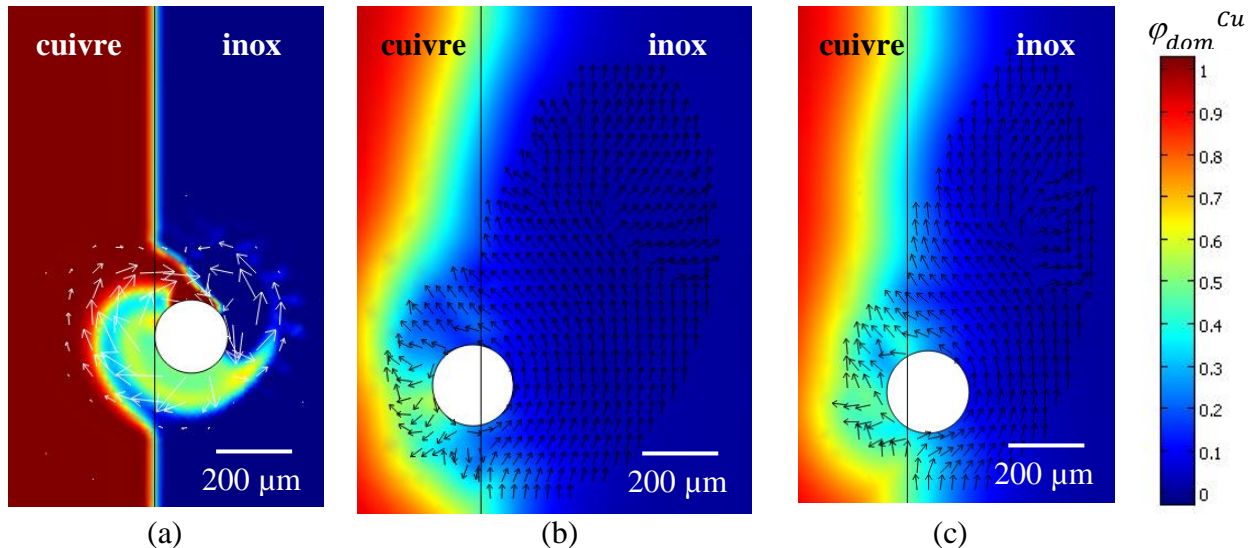 cuivre inox
200 µm
(a)
cuivre inox
200 µm
(b)
cuivre inox
200 µm
(c)
φdom Cu
1
0.9
0.8
0.7
0.6
0.5
0.4
0.3
0.2
0.1
0